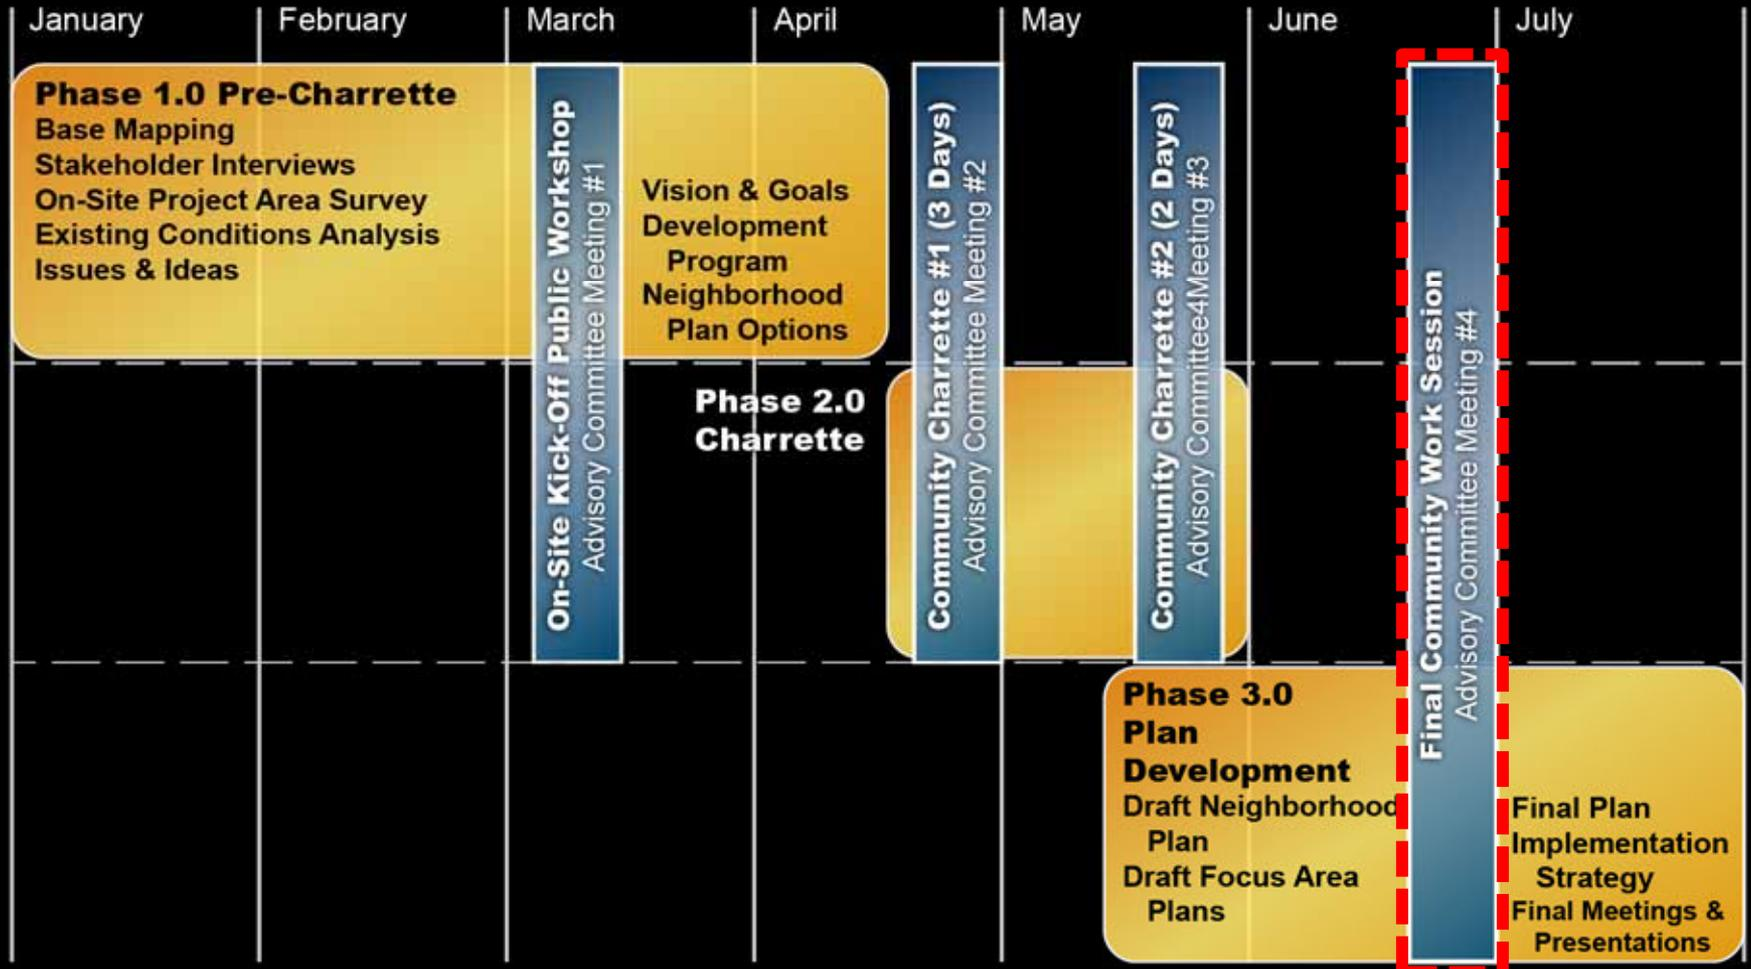 January
February
March
April
May
June
July
Phase 1.0 Pre-Charrette
Base Mapping
Stakeholder Interviews
On-Site Project Area Survey
Existing Conditions Analysis
Issues & Ideas
On-Site Kick-Off Public Workshop
Advisory Committee Meeting #1
Vision & Goals
Development
Program
Neighborhood
Plan Options
Phase 2.0
Charrette
Community Charrette #1 (3 Days)
Advisory Committee Meeting #2
Community Charrette #2 (2 Days)
Advisory Committee4Meeting #3
Final Community Work Session
Advisory Committee Meeting #4
Phase 3.0
Plan
Development
Draft Neighborhood
Plan
Draft Focus Area
Plans
Final Plan
Implementation
Strategy
Final Meetings &
Presentations